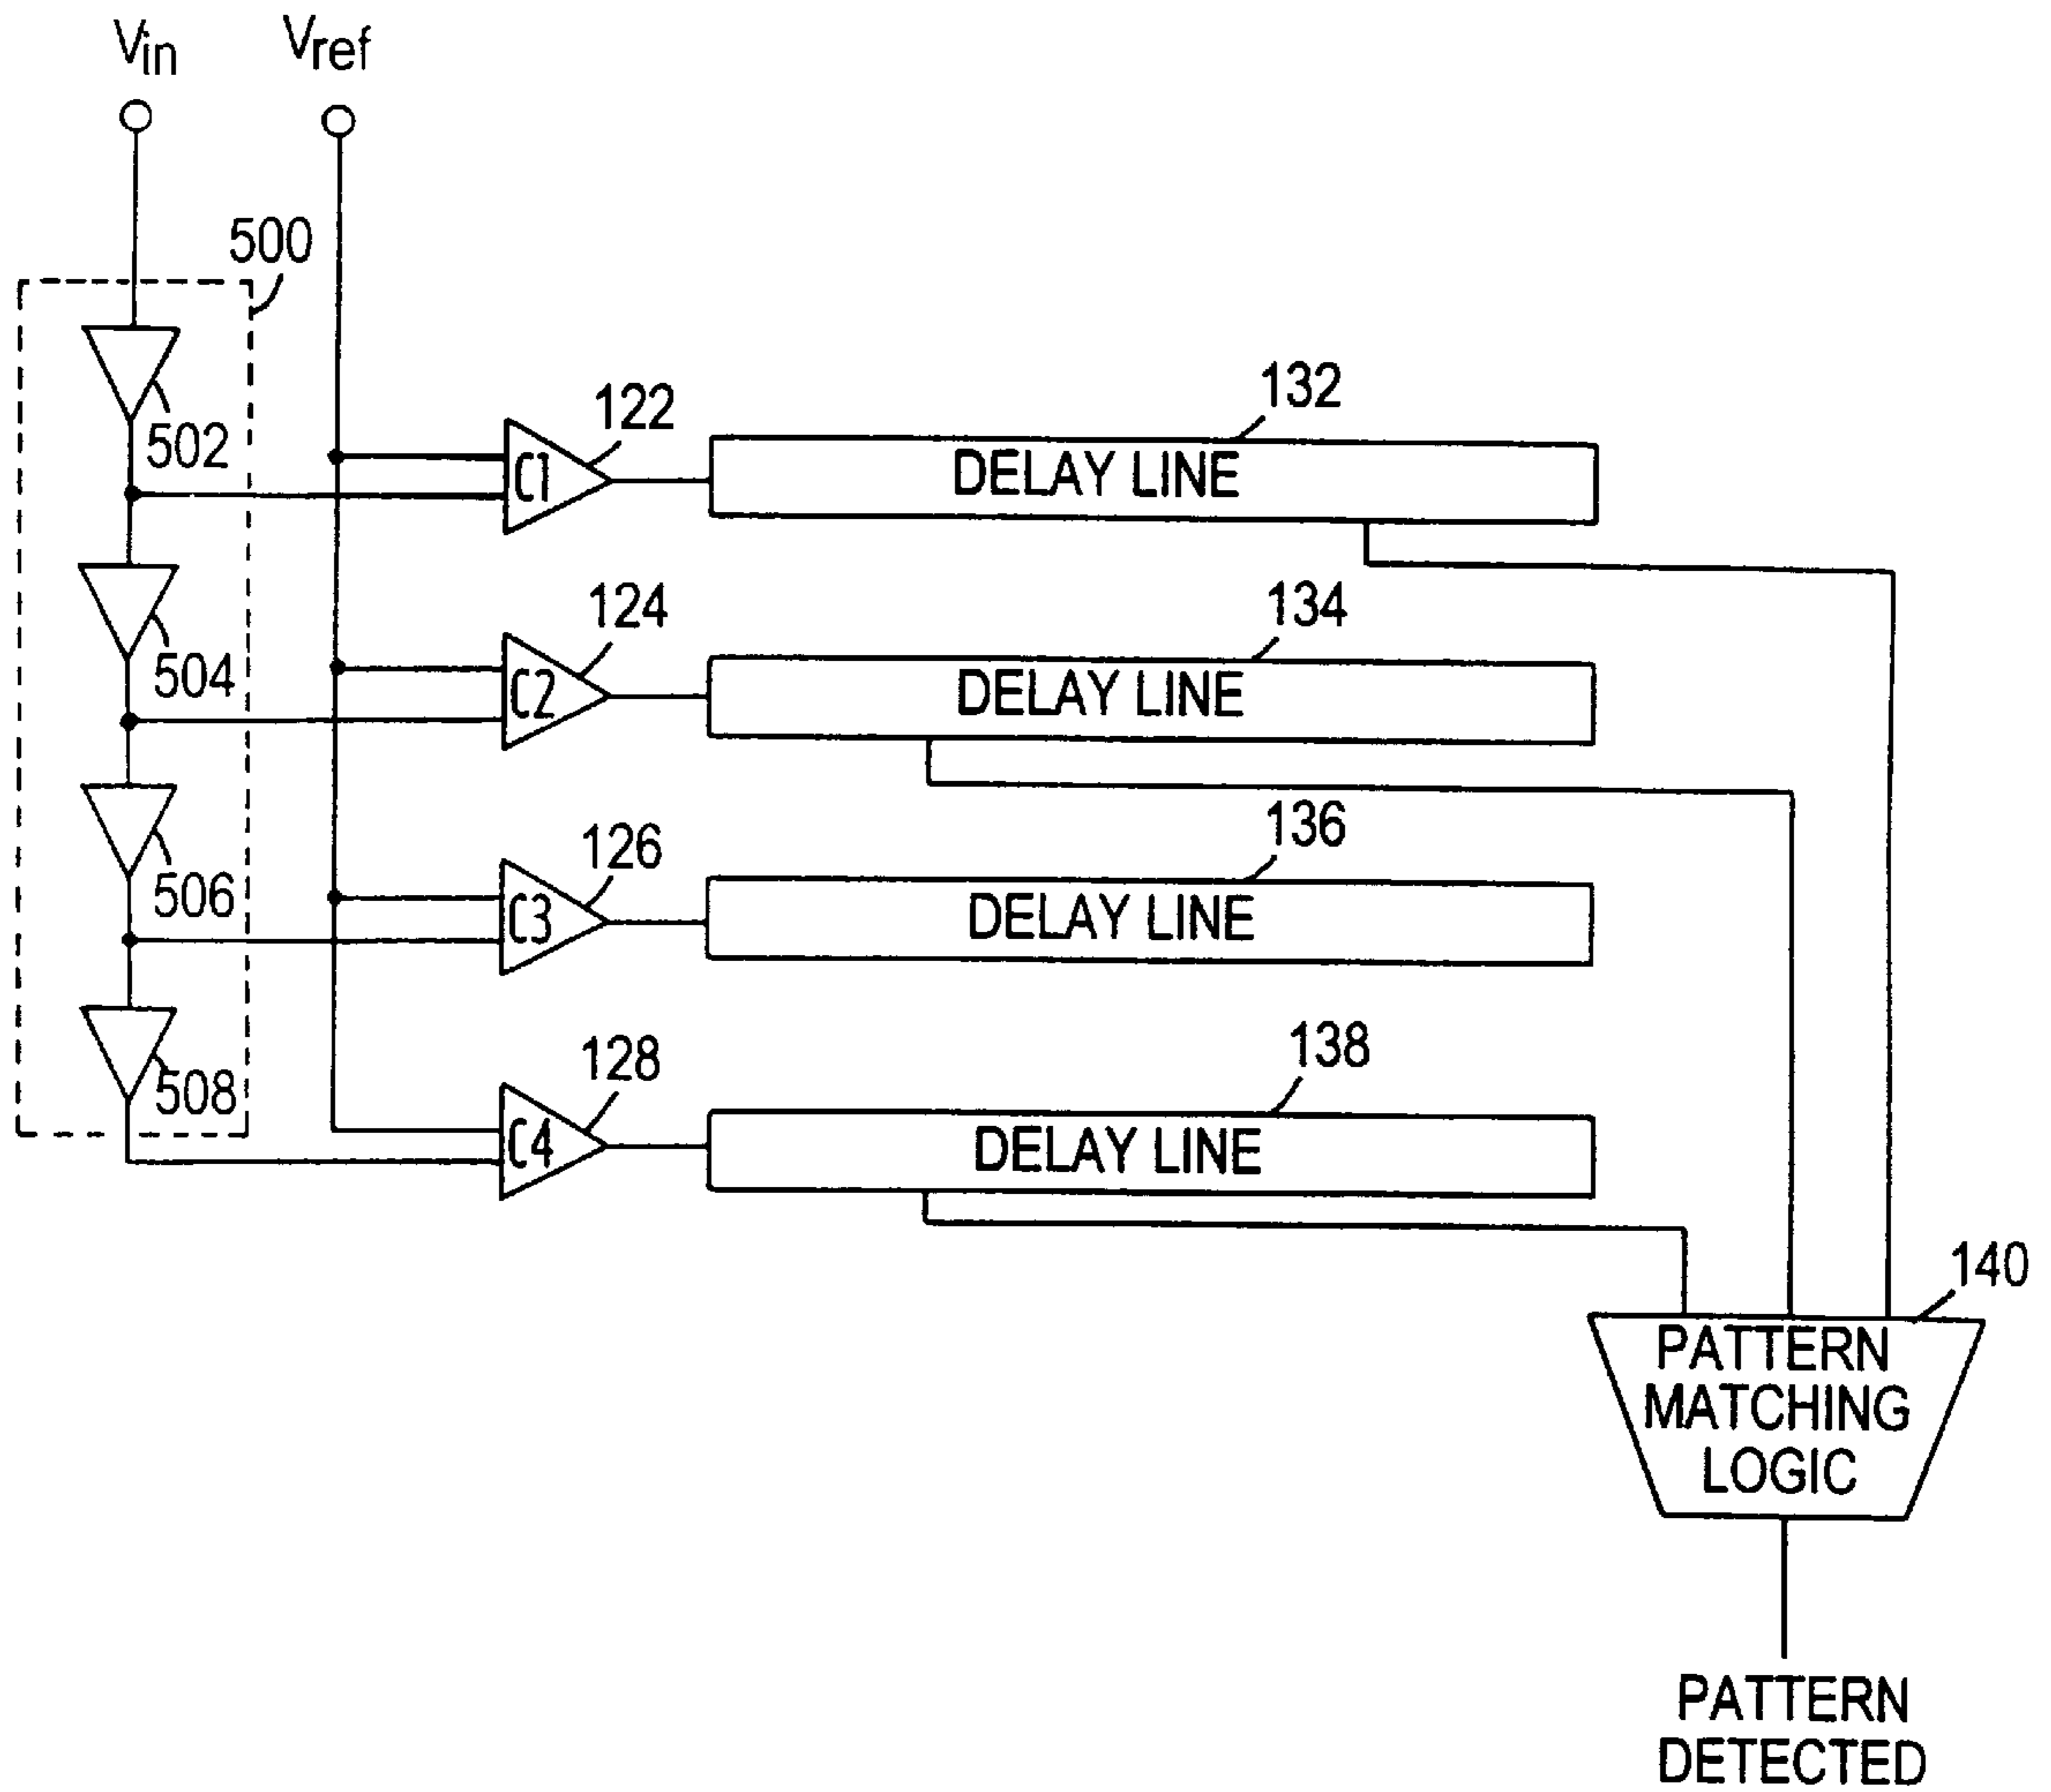 Vin
Vref
500
502
504
506
508
C1
122
132
DELAY LINE
C2
124
134
DELAY LINE
C3
126
136
DELAY LINE
C4
128
138
DELAY LINE
140
PATTERN
MATCHING
LOGIC
PATTERN
DETECTED